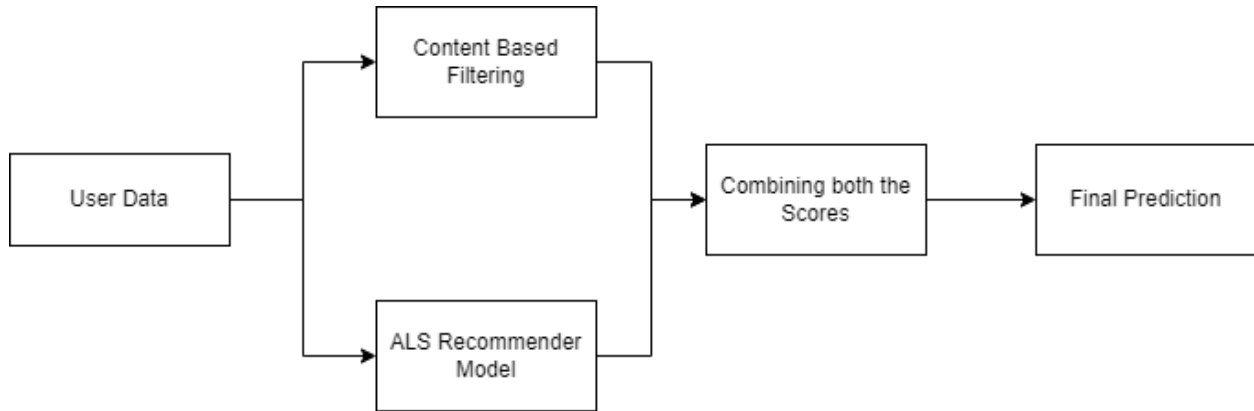 Content Based
Filtering
User Data
Combining both the
Scores
Final Prediction
ALS Recommender
Model